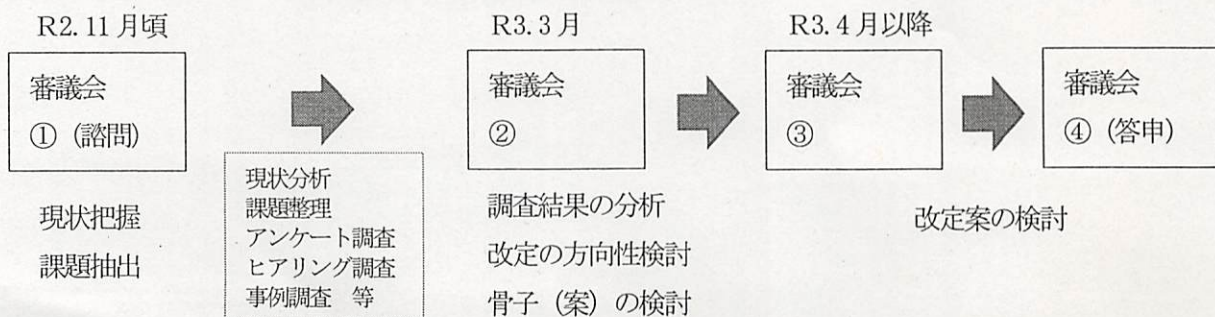 R2.11月頃
審議会
①（諮問）
現状把握
課題抽出
現状分析
課題整理
アンケート調査
ヒアリング調査
事例調査　等
R3.3月
審議会
②
調査結果の分析
改定の方向性検討
骨子（案）の検討
R3.4月以降
審議会
③
審議会
④（答申）
改定案の検討